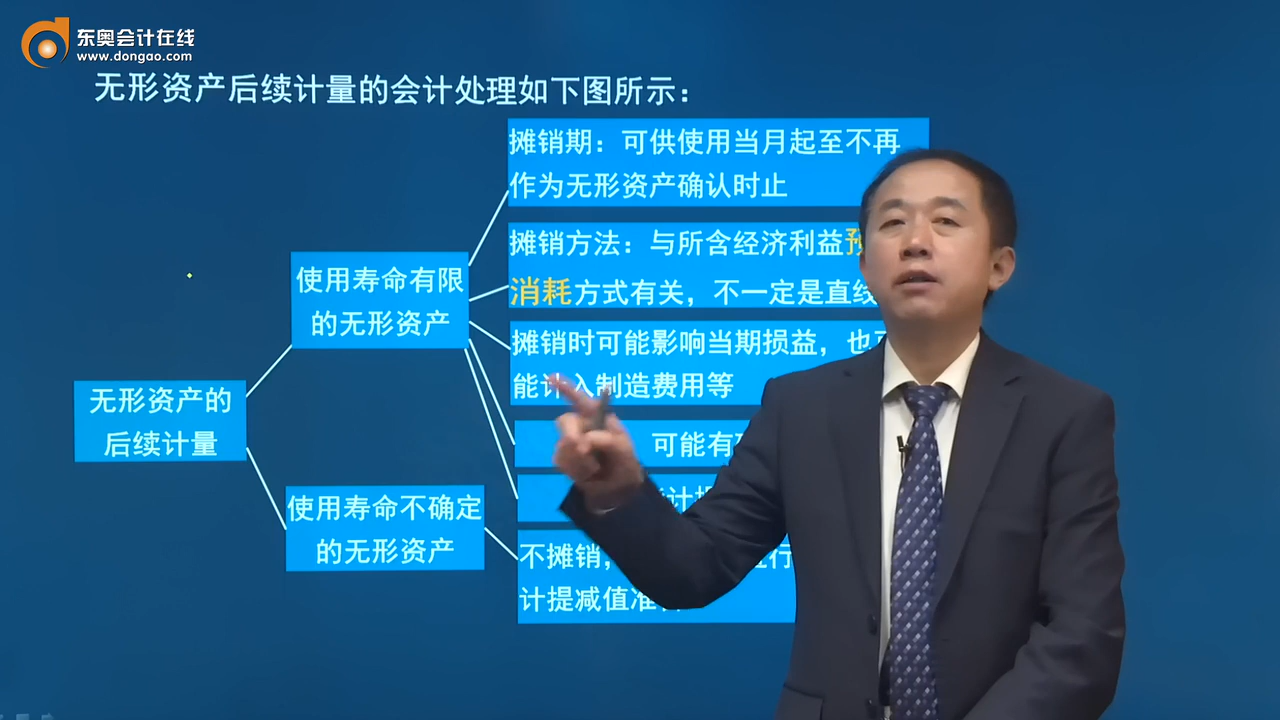 东奥会计在线
www.dongao.com
无形资产后续计量的会计处理如下图所示：
摊销期：可供使用当月起至不再
作为无形资产确认时止
摊销方法：与所含经济利益预
消耗方式有关，不一定是直线
使用寿命有限
的无形资产
摊销时可能影响当期损益，也可
能计入制造费用等
可能有
计提
无形资产的
后续计量
使用寿命不确定
的无形资产
不摊销，
计提减值准备